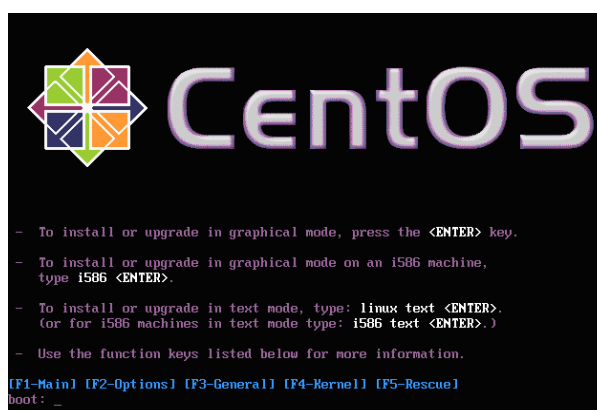 CentOS
- To install or upgrade in graphical mode, press the <ENTER> key.
- To install or upgrade in graphical mode on an i586 machine,
type i586 <ENTER>.
- To install or upgrade in text mode, type: linux text <ENTER>.
(or for i586 machines in text mode type: i586 text <ENTER>.)
- Use the function keys listed below for more information.
[F1-Main] [F2-Options] [F3-General] [F4-Kernel] [F5-Rescue]
boot: _